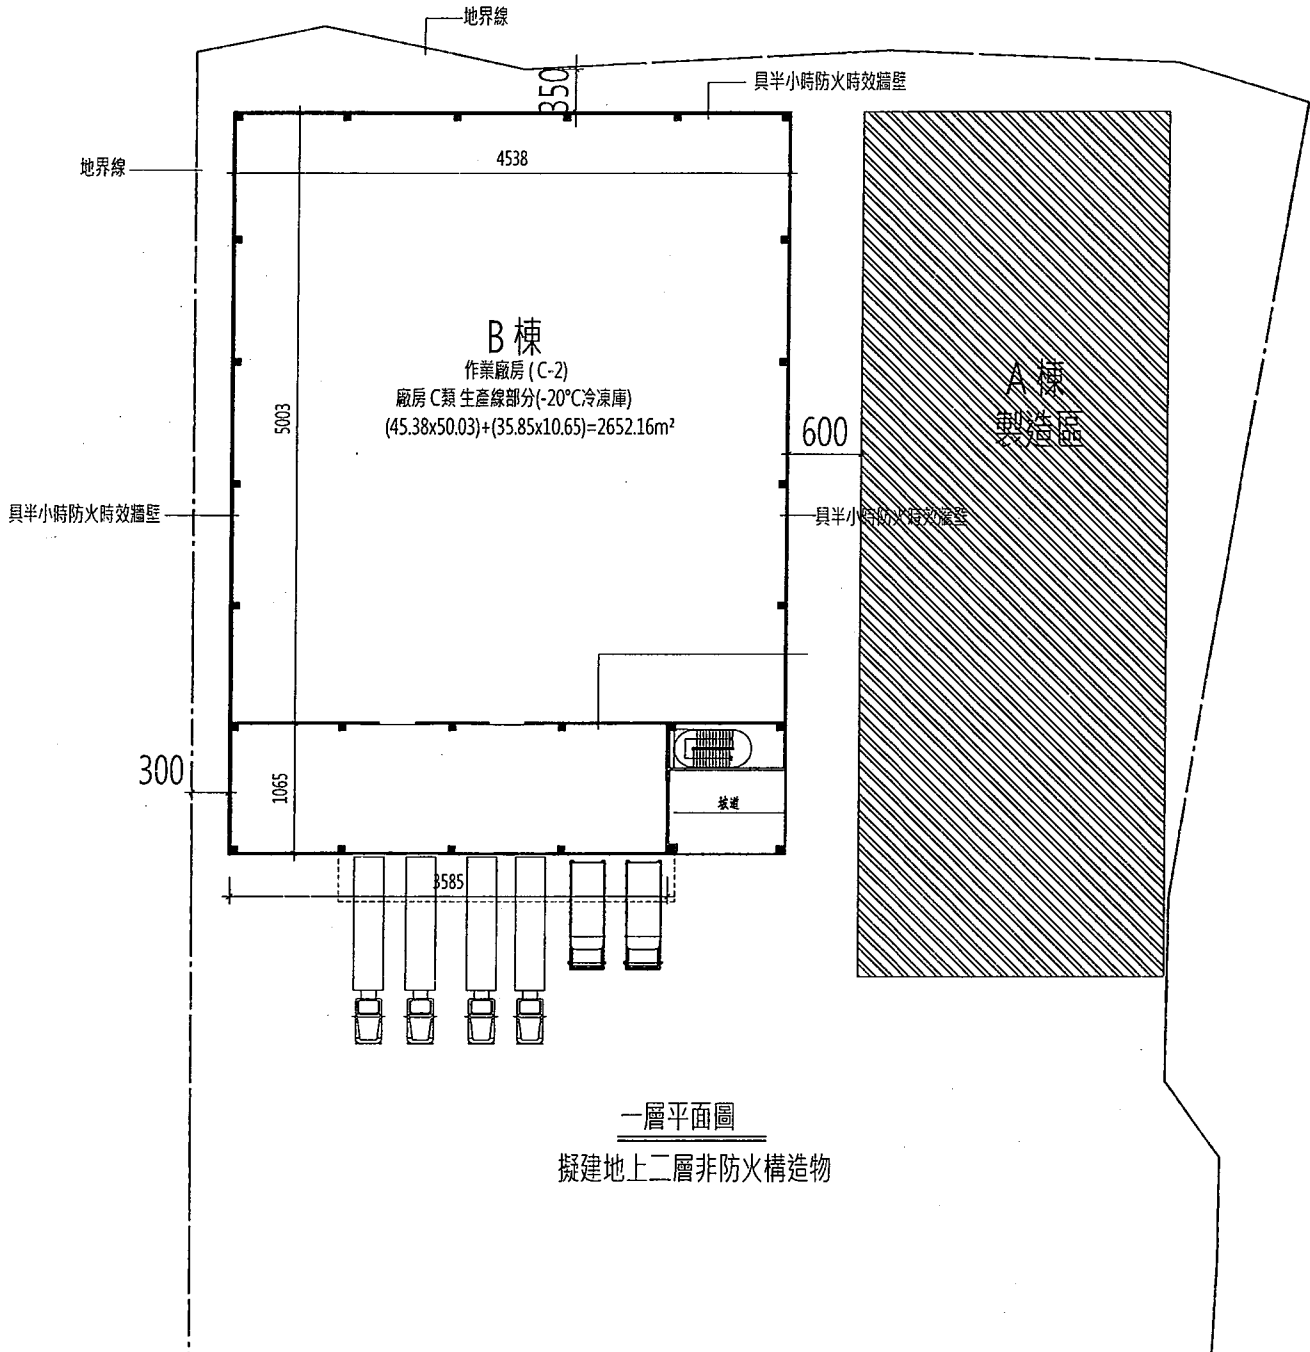 地界線
350
具半小時防火時效牆壁
4538
地界線
B 棟
作業廠房 ( C-2)
廠房 C類 生產線部分(-20°C冷凍庫)
(45.38x50.03)+(35.85x10.65)=2652.16m²
5003
600
A 棟
製造區
具半小時防火時效牆壁
具半小時防火時效牆壁
300
1065
坡道
3585
一層平面圖
擬建地上二層非防火構造物